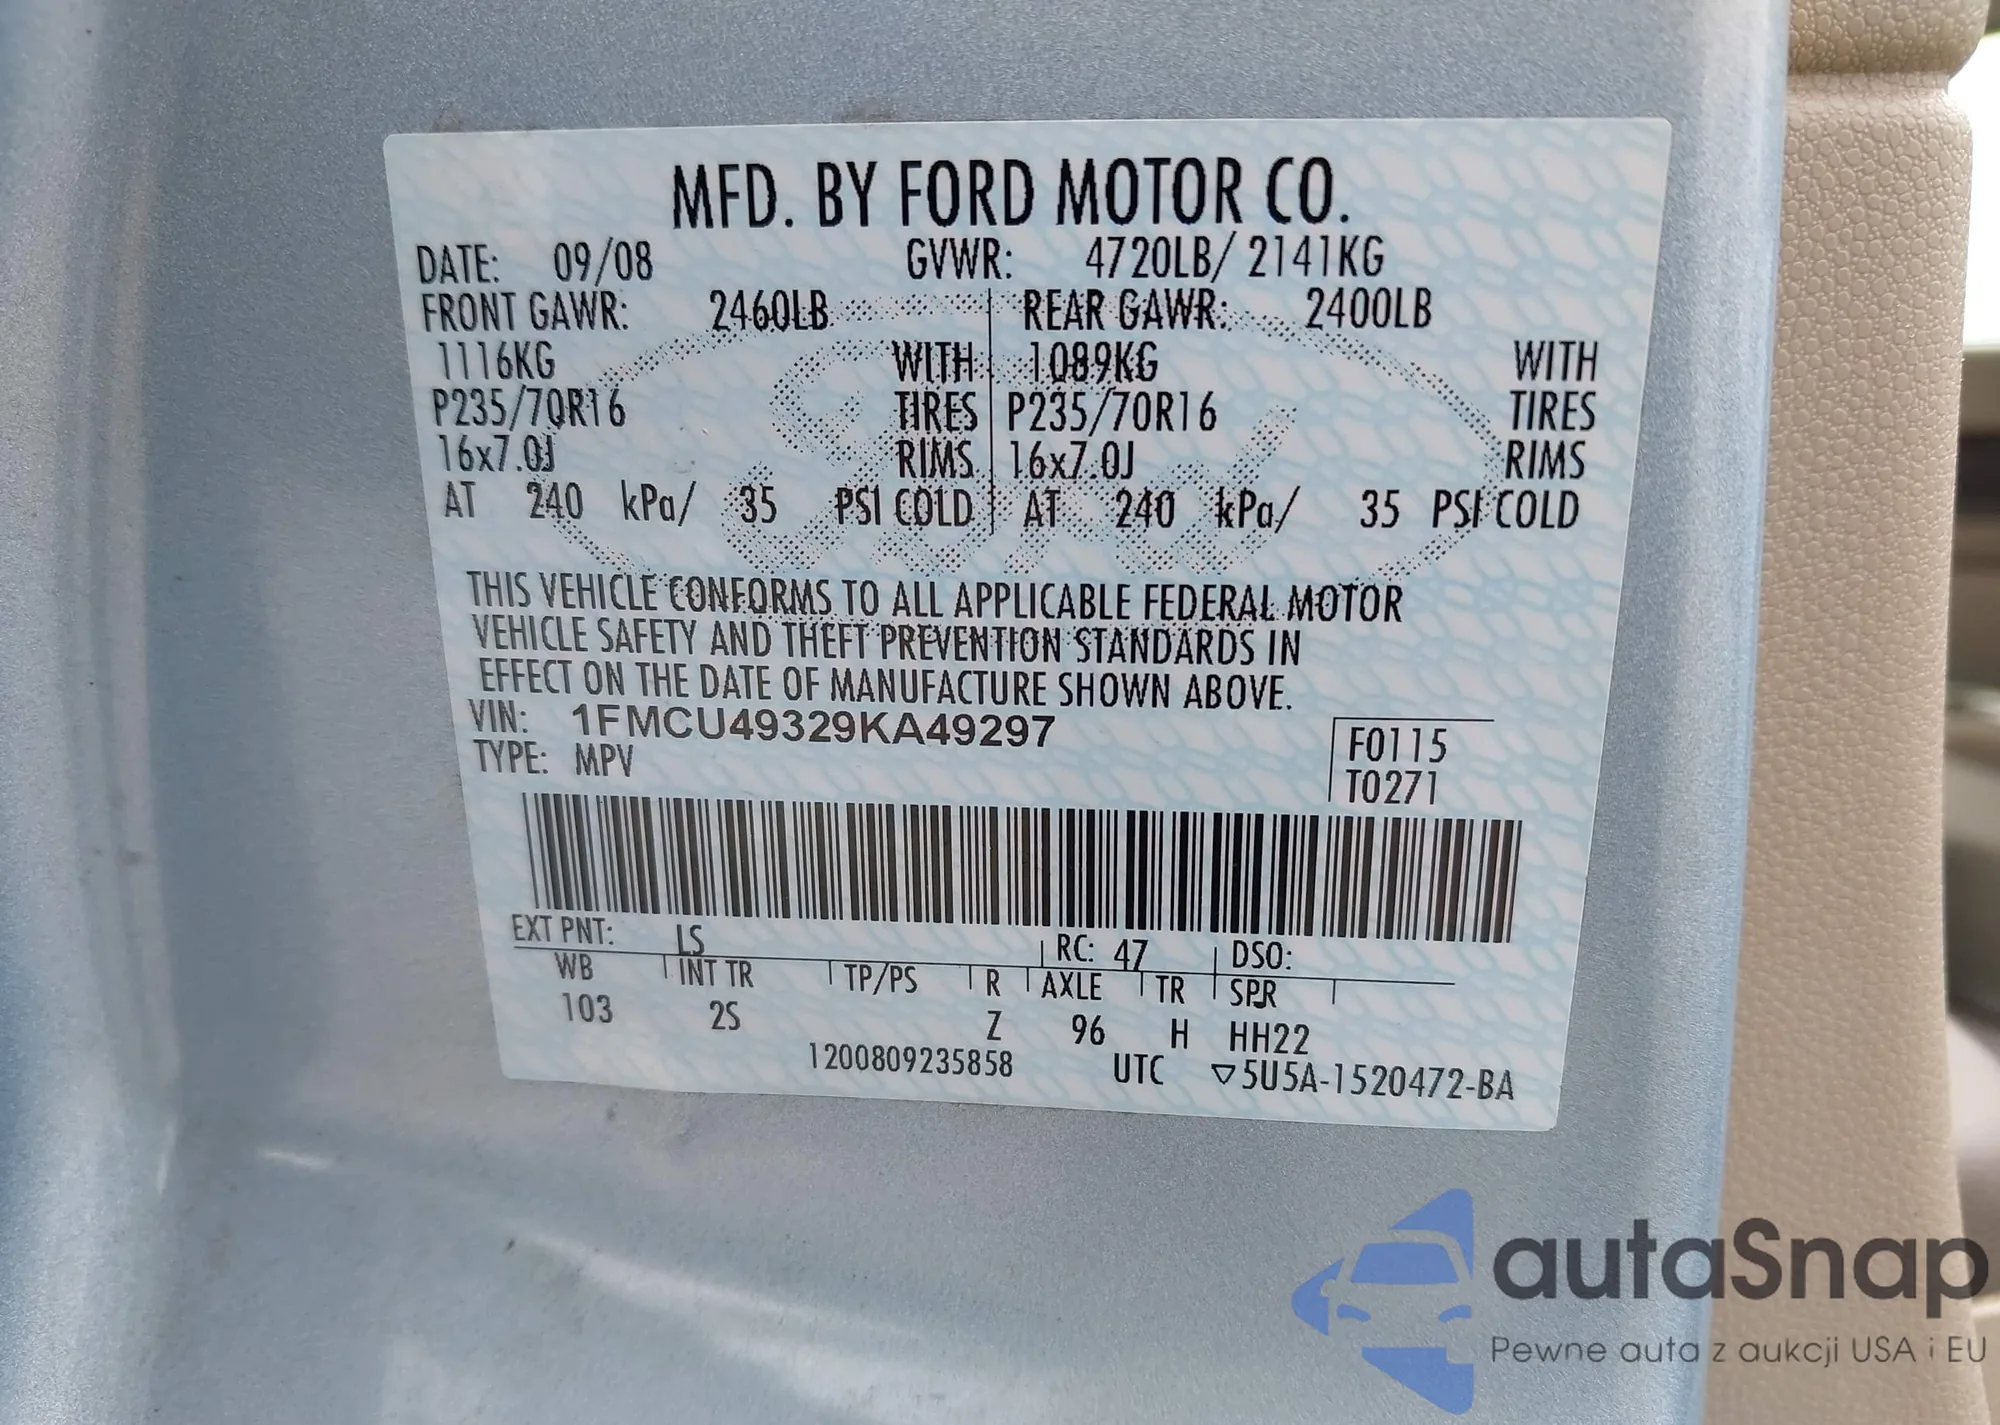 MFD. BY FORD MOTOR CO.
DATE: 09/08 GVWR: 4720LB/ 2141KG
FRONT GAWR: 2460LB REAR GAWR: 2400LB
1116KG WITH 1089KG WITH
P235/70R16 TIRES P235/70R16 TIRES
16x7.0J RIMS 16x7.0J RIMS
AT 240 kPa/ 35 PSI COLD AT 240 kPa/ 35 PSI COLD
THIS VEHICLE CONFORMS TO ALL APPLICABLE FEDERAL MOTOR
VEHICLE SAFETY AND THEFT PREVENTION STANDARDS IN
EFFECT ON THE DATE OF MANUFACTURE SHOWN ABOVE.
VIN: 1FMCU49329KA49297
TYPE: MPV
F0115
T0271
EXT PNT: LS RC: 47 DSO:
WB INT TR TP/PS R AXLE TR SPR
103 2S Z 96 H HH22
1200809235858 UTC ▽5U5A-1520472-BA
autaSnap
Pewne auta z aukcji USA i EU